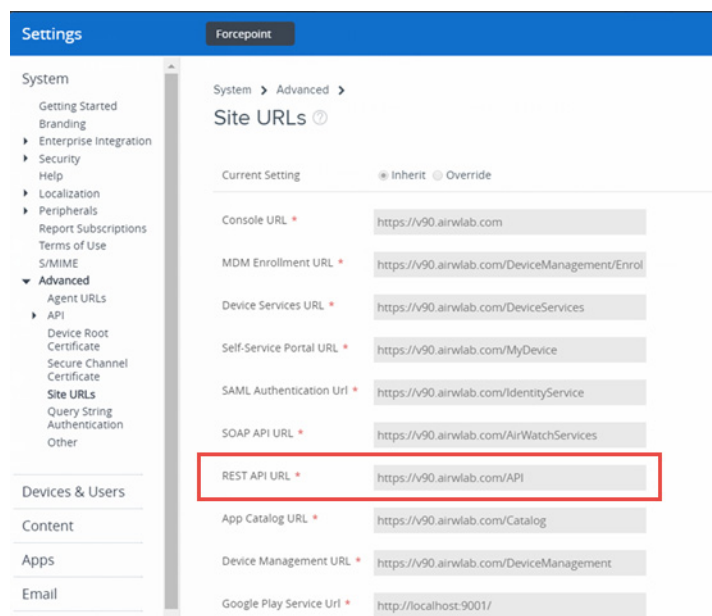 Settings
Forcepoint
System
Getting Started
Branding
Enterprise Integration
Security
Help
Localization
Peripherals
Report Subscriptions
Terms of Use
S/MIME
Advanced
Agent URLs
API
Device Root
Certificate
Secure Channel
Certificate
Site URLs
Query String
Authentication
Other
Devices & Users
Content
Apps
Email
System > Advanced >
Site URLs ?
Current Setting Inherit Override
Console URL * https://v90.airwlab.com
MDM Enrollment URL * https://v90.airwlab.com/DeviceManagement/Enrol
Device Services URL * https://v90.airwlab.com/DeviceServices
Self-Service Portal URL * https://v90.airwlab.com/MyDevice
SAML Authentication Url * https://v90.airwlab.com/IdentityService
SOAP API URL * https://v90.airwlab.com/AirWatchServices
REST API URL * https://v90.airwlab.com/API
App Catalog URL * https://v90.airwlab.com/Catalog
Device Management URL * https://v90.airwlab.com/DeviceManagement
Google Play Service Url * http://localhost:9001/